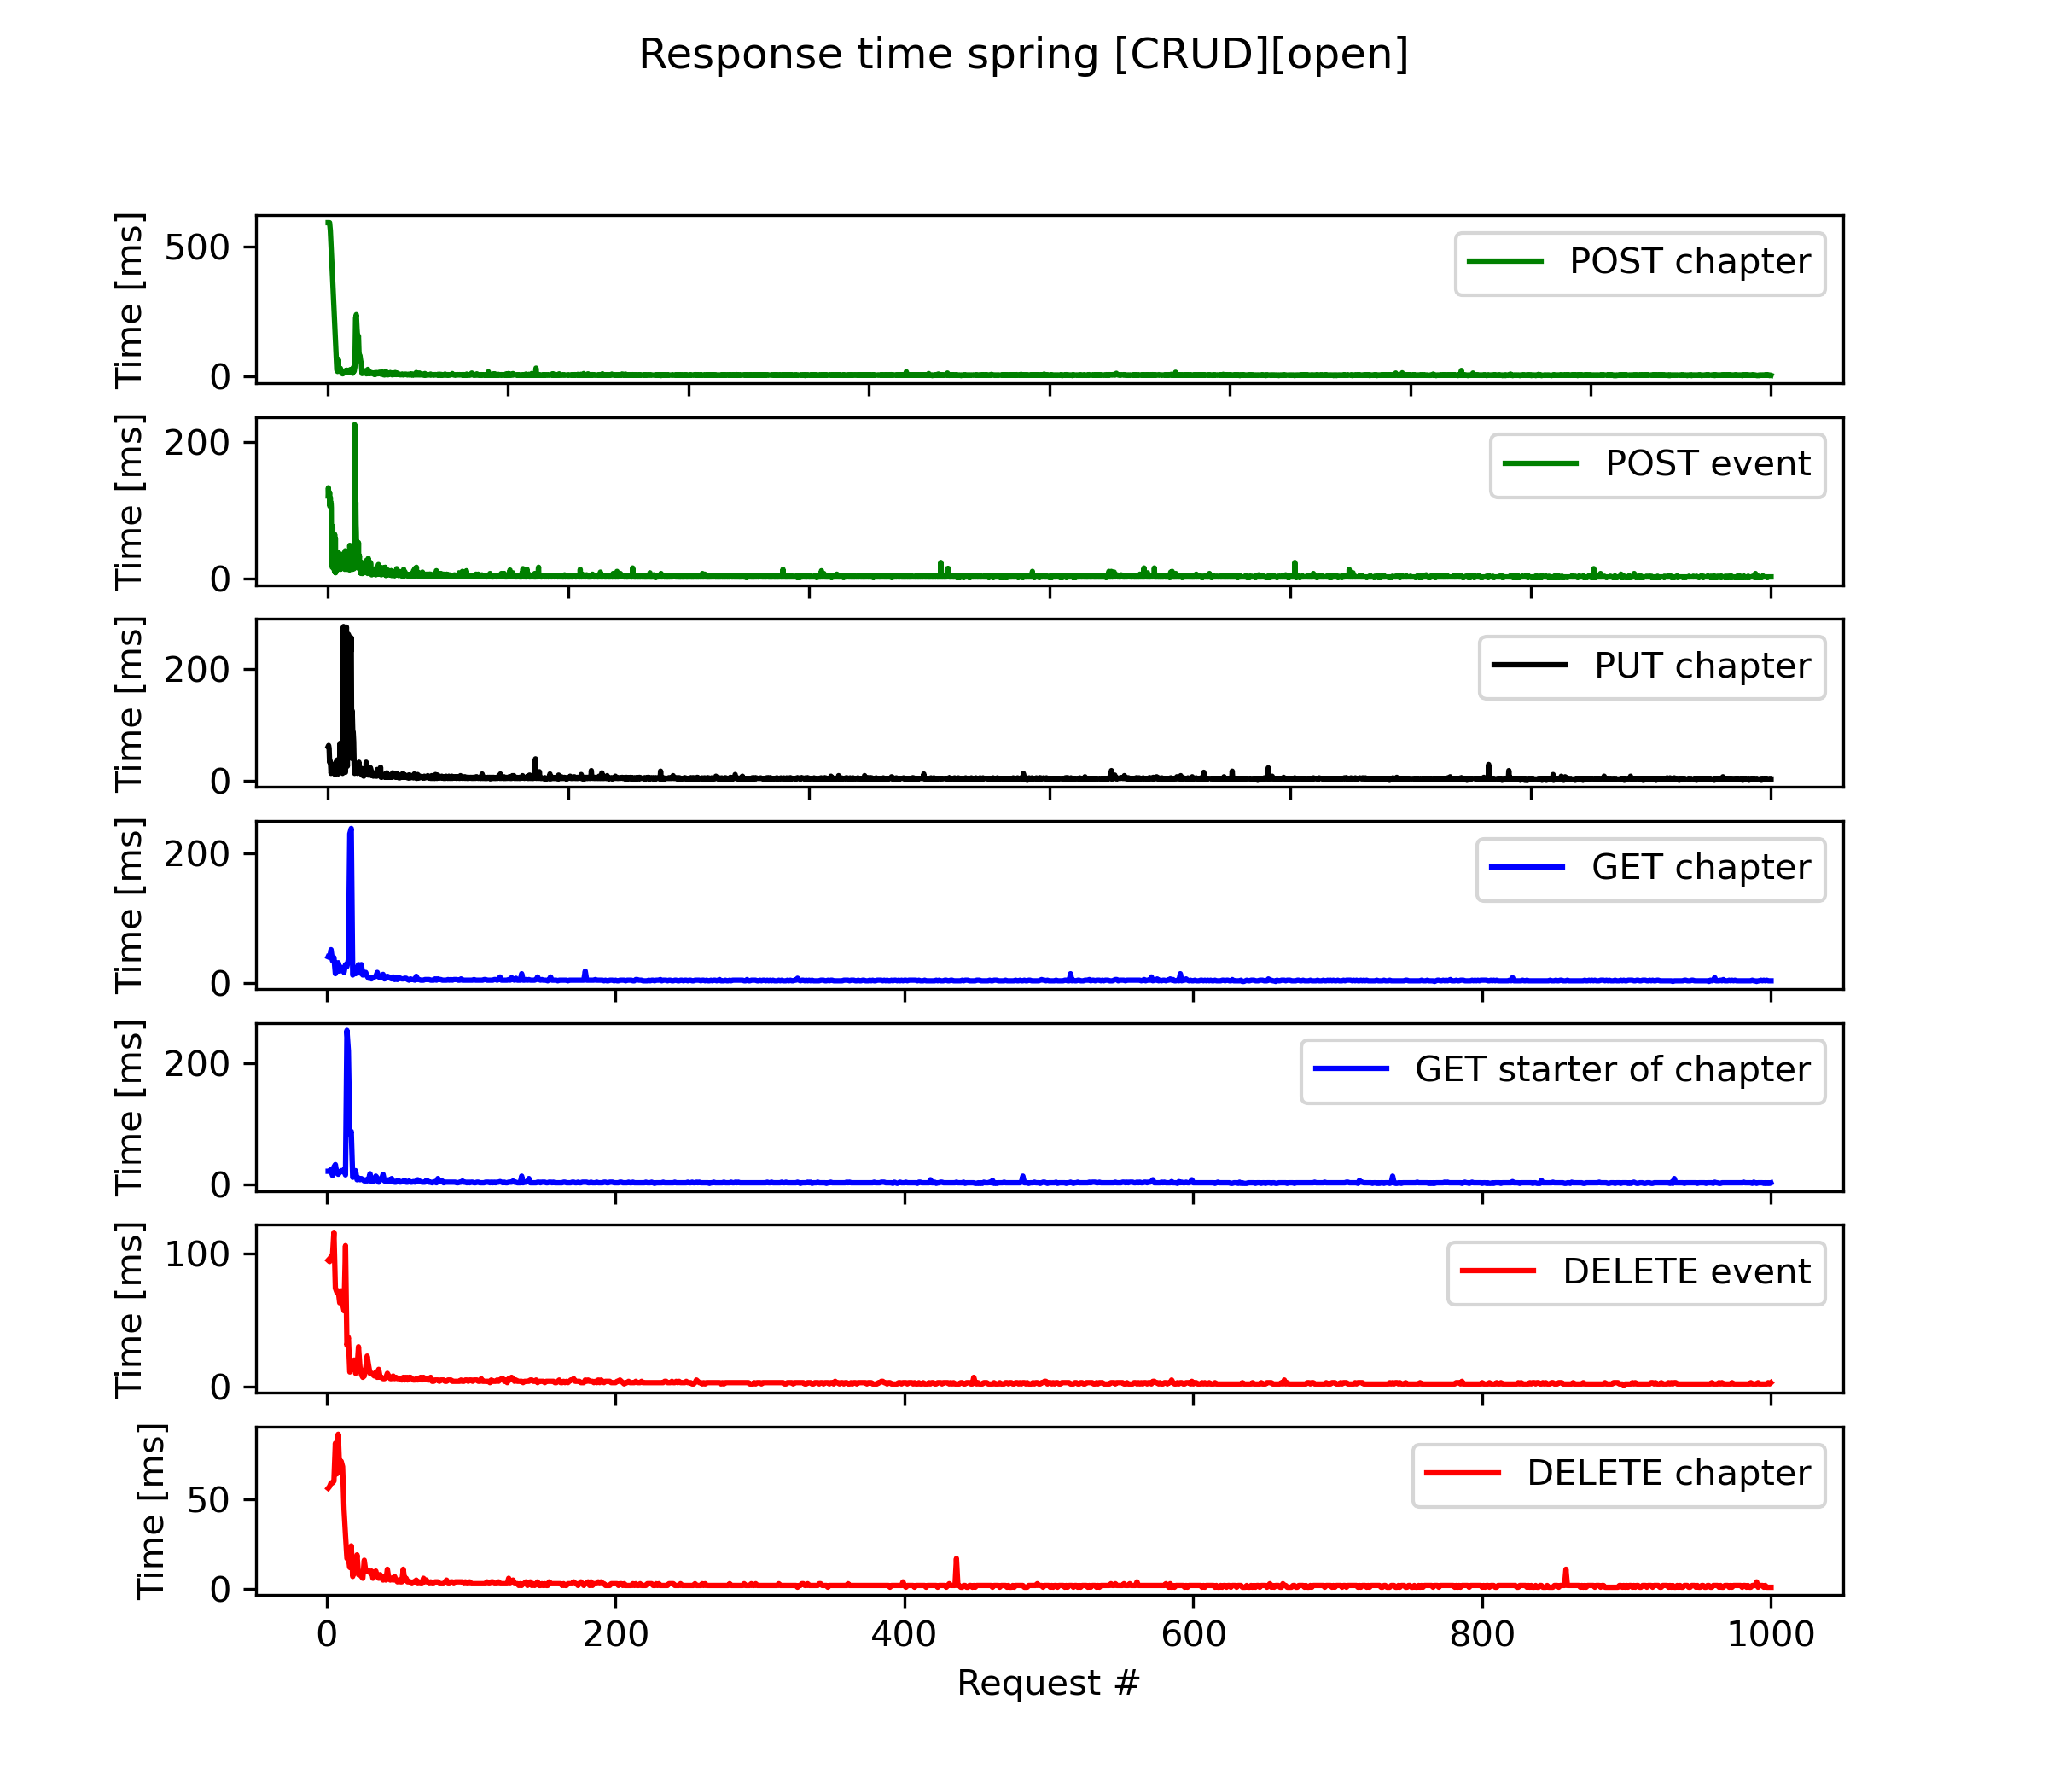 Response time spring [CRUD][open]
Time [ms]
500
0
POST chapter
Time [ms]
200
0
POST event
Time [ms]
200
0
PUT chapter
Time [ms]
200
0
GET chapter
Time [ms]
200
0
GET starter of chapter
Time [ms]
100
0
DELETE event
Time [ms]
50
0
DELETE chapter
0 200 400 600 800 1000
Request #